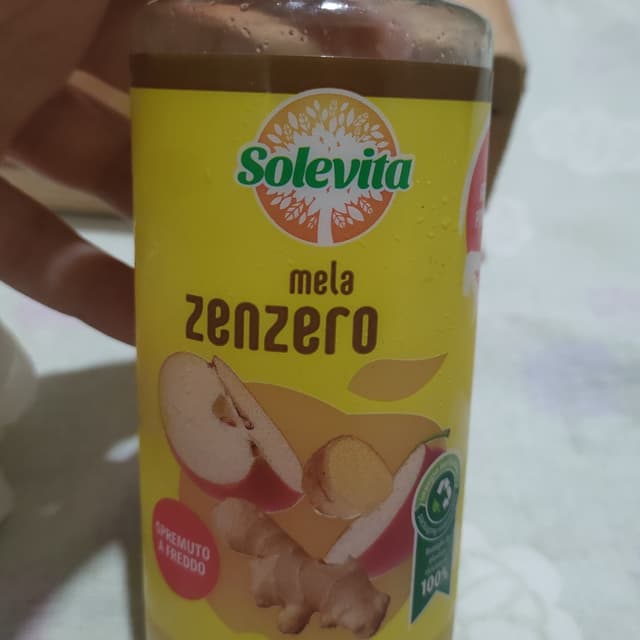 Solevita
mela
zenzero
SPREMUTO
A FREDDO
100%